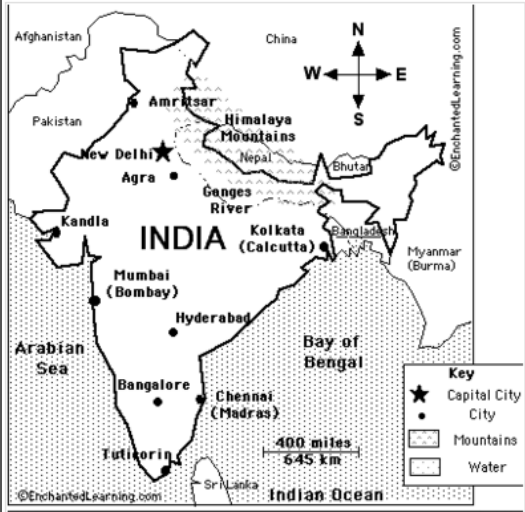 Afghanistan
China
N
W E
S
©EnchantedLearning.com
Pakistan
Amritsar
Himalaya
Mountains
New Delhi
Nepal
Bhutan
Agra
Ganges
River
Kandla
INDIA
Kolkata
(Calcutta)
Bangladesh
Myanmar
(Burma)
Mumbai
(Bombay)
Hyderabad
Arabian
Sea
Bay of
Bengal
Bangalore
Chennai
(Madras)
Key
Capital City
City
Mountains
Water
400 miles
645 km
Tuticorin
Sri Lanka
Indian Ocean
©EnchantedLearning.com